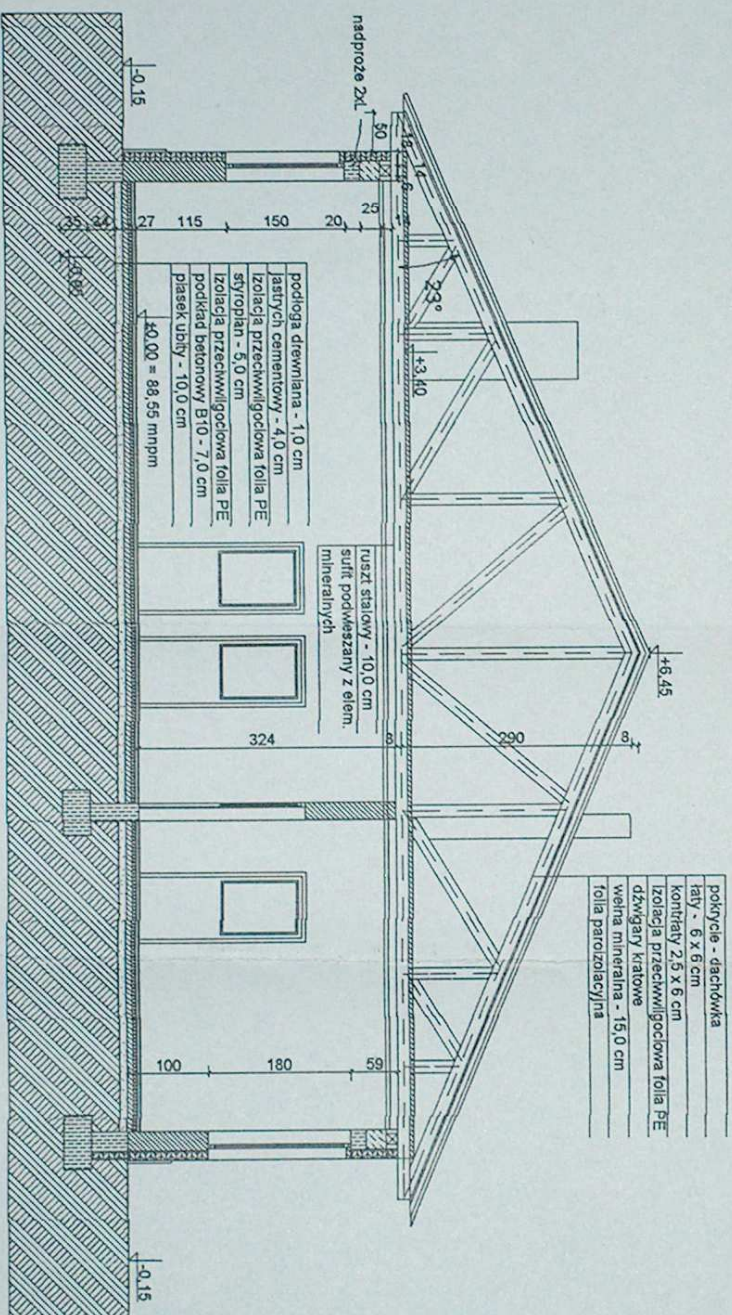 pokrycie - dachówka
łaty - 6 x 6 cm
kontrłaty 2,5 x 6 cm
izolacja przeciwwilgociowa folia PE
dźwigary kratowe
wełna mineralna - 15,0 cm
folia paroizolacyjna
+6,45
8
290
8
324
23°
+3,40
18
14
6
50
nadproże 2xL
-0,15
25
20
150
115
27
34
35
-0,95
ruszt stalowy - 10,0 cm
sufit podwieszany z elem.
mineralnych
podłoga drewniana - 1,0 cm
jastrych cementowy - 4,0 cm
izolacja przeciwwilgociowa folia PE
styropian - 5,0 cm
izolacja przeciwwilgociowa folia PE
podkład betonowy B10 - 7,0 cm
piasek ubity - 10,0 cm
±0,00 = 88,55 mnpm
59
180
100
-0,15